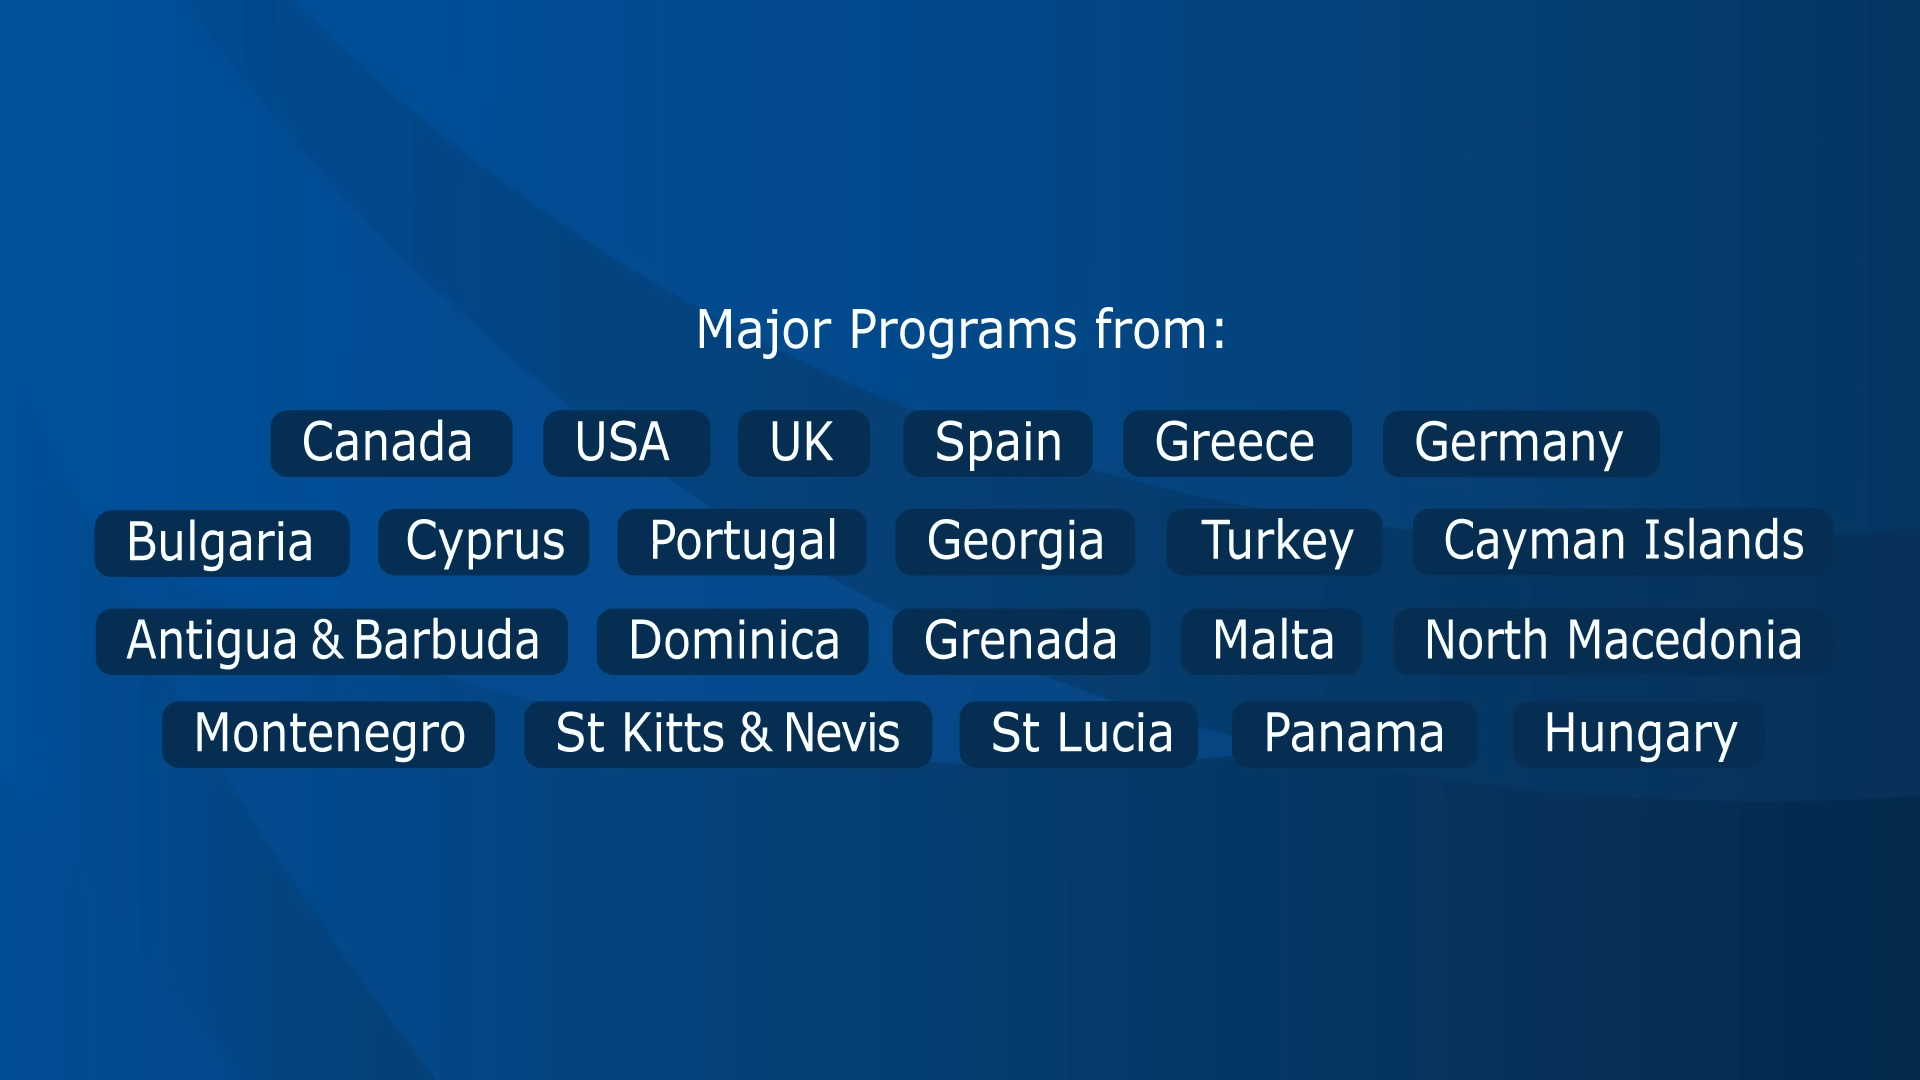 Major Programs from:
Canada USA UK Spain Greece Germany
Bulgaria Cyprus Portugal Georgia Turkey Cayman Islands
Antigua & Barbuda Dominica Grenada Malta North Macedonia
Montenegro St Kitts & Nevis St Lucia Panama Hungary